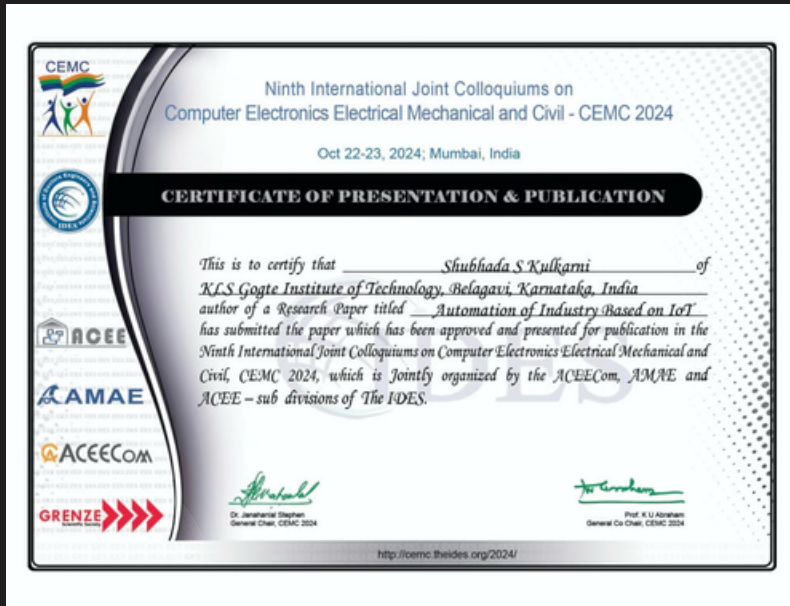 CEMC
Ninth International Joint Colloquiums on
Computer Electronics Electrical Mechanical and Civil - CEMC 2024
Oct 22-23, 2024; Mumbai, India
IDES
CERTIFICATE OF PRESENTATION & PUBLICATION
This is to certify that Shubhada S Kulkarni of
KLS Gogte Institute of Technology, Belagavi, Karnataka, India
author of a Research Paper titled Automation of Industry Based on IoT
has submitted the paper which has been approved and presented for publication in the
Ninth International Joint Colloquiums on Computer Electronics Electrical Mechanical and
Civil, CEMC 2024, which is Jointly organized by the ACEECom, AMAE and
ACEE – sub divisions of The IDES.
IDES
ACEE
AMAE
ACEECOM
GRENZE
Scientific Society
Dr. Janahanlal Stephen
General Chair, CEMC 2024
Prof. K U Abraham
General Co Chair, CEMC 2024
http://cemc.theides.org/2024/